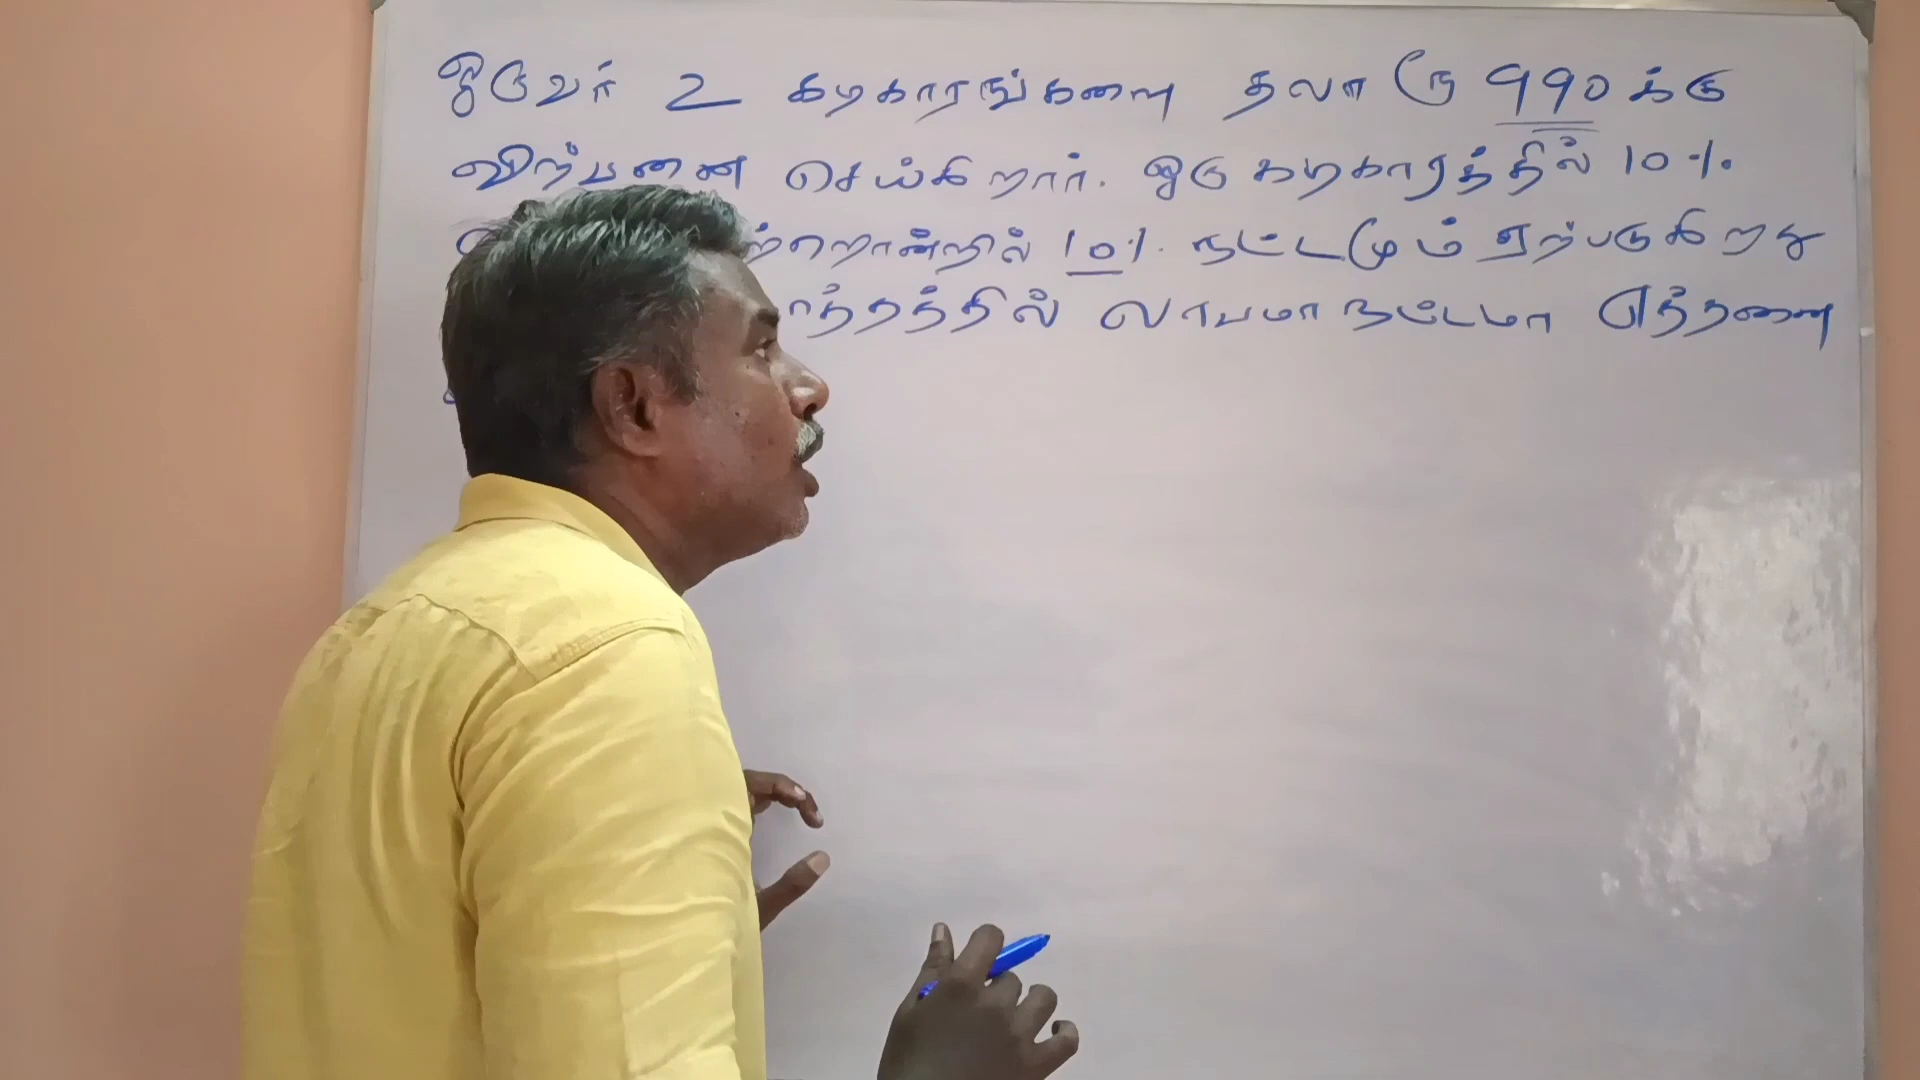 ஒருவர் 2 கடிகாரங்களை தலா ரூ 990 க்கு
விற்பனை செய்கிறார். ஒரு கடிகாரத்தில் 10%
ற்றொன்றில் 10% நட்டமும் ஏற்படுகிறது
த்தத்தில் லாபமா நட்டமா எத்தனை